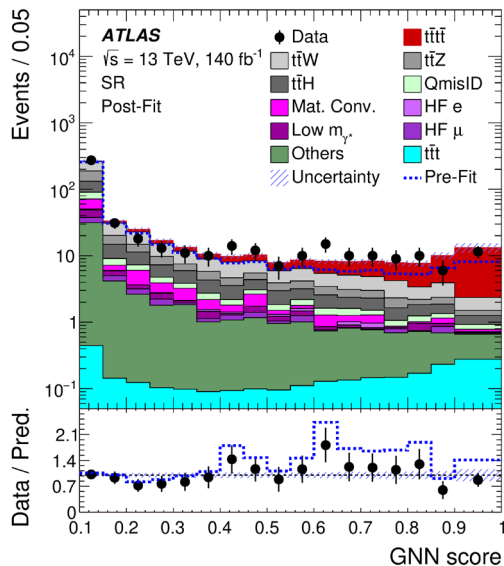 Events / 0.05
10⁴
10³
10²
10
1
10⁻¹
ATLAS
√s = 13 TeV, 140 fb⁻¹
SR
Post-Fit
Data
tt̄tt̄
tt̄W
tt̄Z
tt̄H
QmisID
Mat. Conv.
HF e
Low m_γ*
HF μ
Others
tt̄t
Uncertainty
Pre-Fit
Data / Pred.
2.1
1.4
0.7
0
0.1 0.2 0.3 0.4 0.5 0.6 0.7 0.8 0.9 1
GNN score